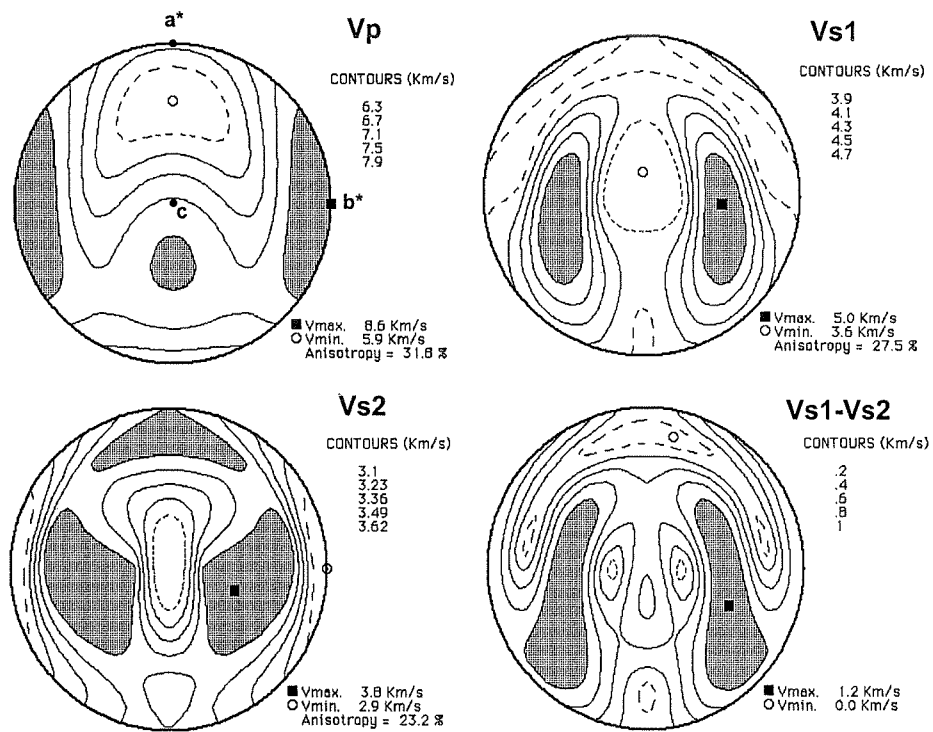 a*
Vp
CONTOURS (Km/s)
6.3
6.7
7.1
7.5
7.9
b*
c
Vmax. 8.6 Km/s
Vmin. 5.9 Km/s
Anisotropy = 31.8 %
Vs1
CONTOURS (Km/s)
3.9
4.1
4.3
4.5
4.7
Vmax. 5.0 Km/s
Vmin. 3.6 Km/s
Anisotropy = 27.5 %
Vs2
CONTOURS (Km/s)
3.1
3.23
3.36
3.49
3.62
Vmax. 3.8 Km/s
Vmin. 2.9 Km/s
Anisotropy = 23.2 %
Vs1-Vs2
CONTOURS (Km/s)
.2
.4
.6
.8
1
Vmax. 1.2 Km/s
Vmin. 0.0 Km/s